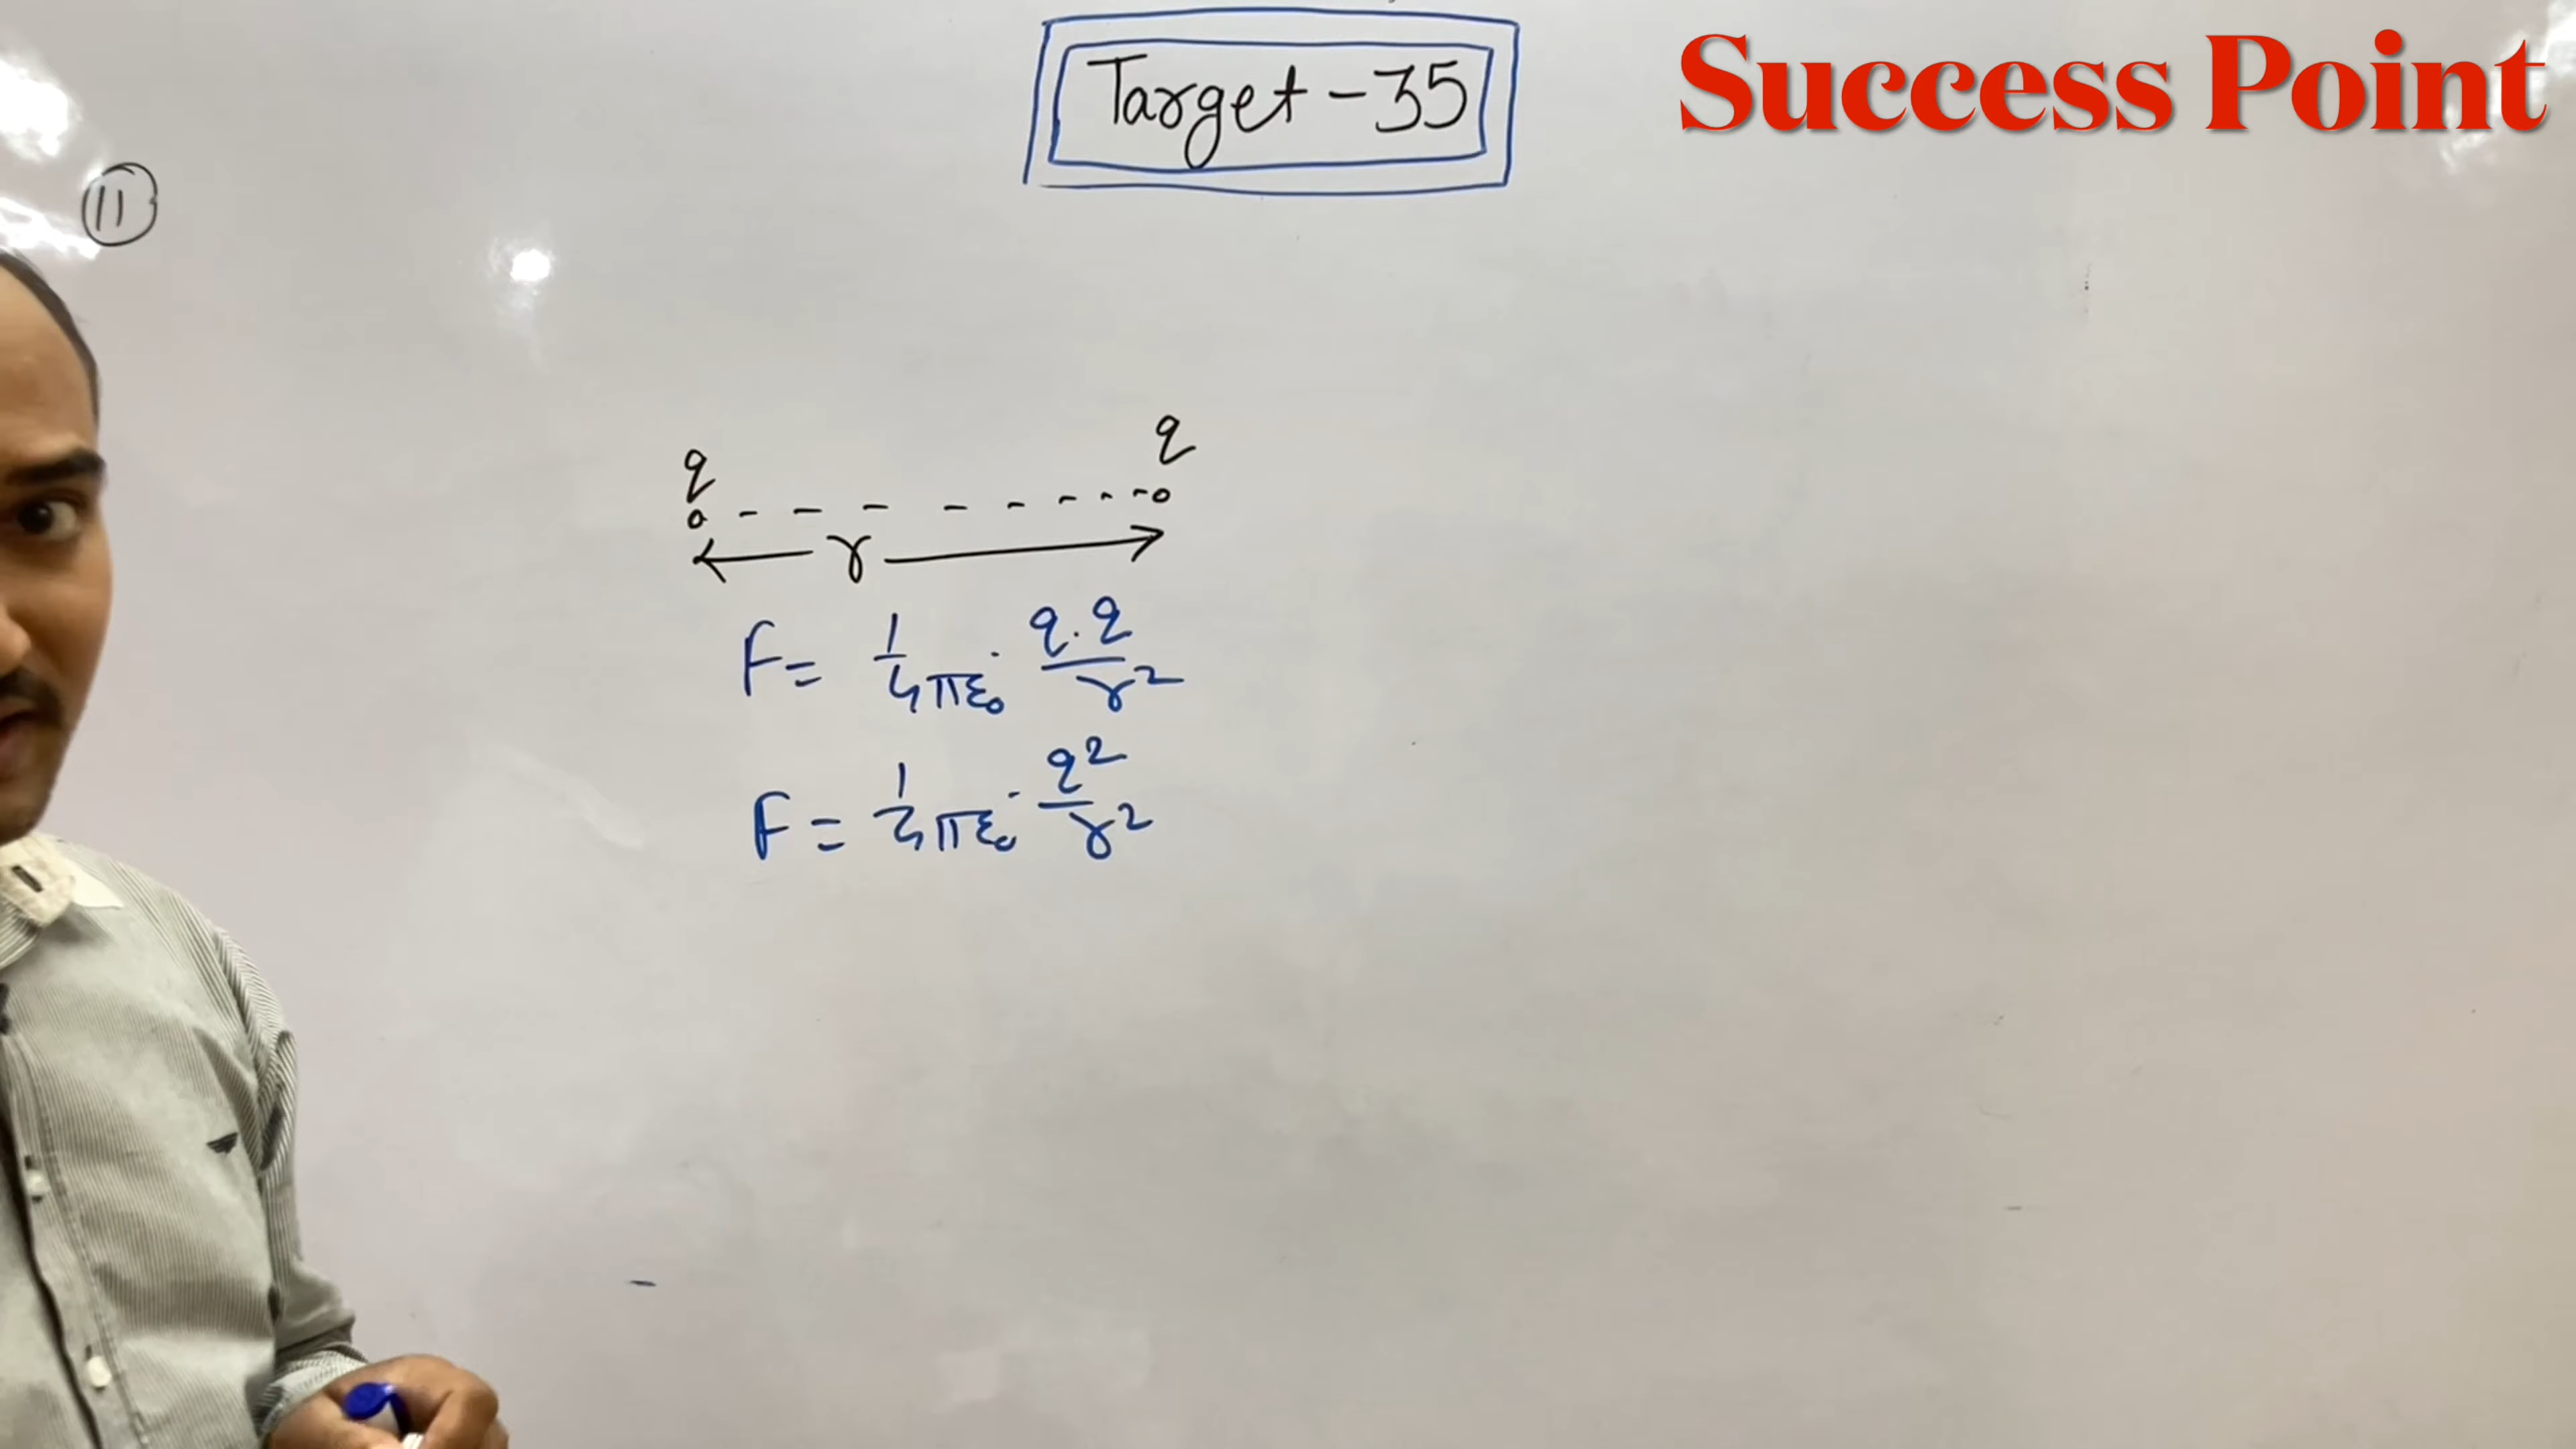 Target - 35
Success Point
11
q q
r
F = 1/4πε₀ · q.q/r²
F = 1/4πε₀ · q²/r²